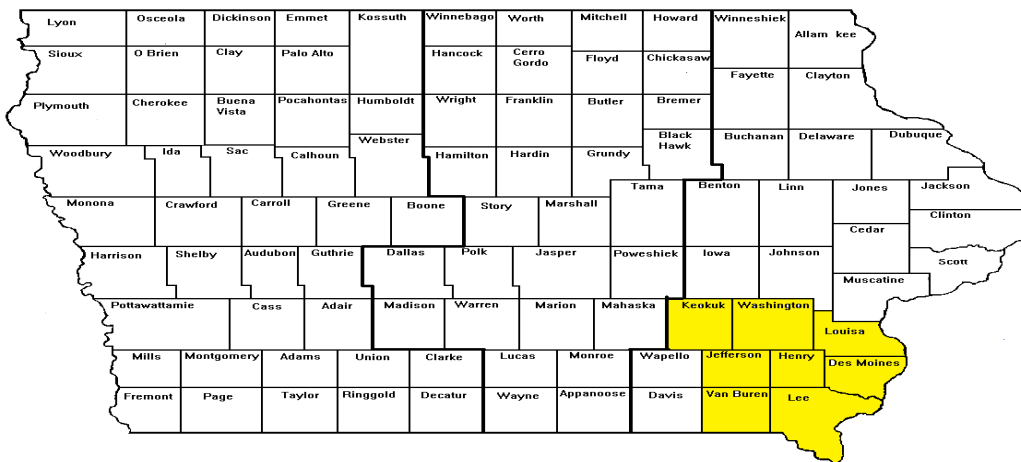 Lyon
Osceola
Dickinson
Emmet
Kossuth
Winnebago
Worth
Mitchell
Howard
Winneshiek
Allam kee
Sioux
O Brien
Clay
Palo Alto
Hancock
Cerro
Gordo
Floyd
Chickasaw
Fayette
Clayton
Plymouth
Cherokee
Buena
Vista
Pocahontas
Humboldt
Wright
Franklin
Butler
Bremer
Webster
Black
Hawk
Buchanan
Delaware
Dubuque
Woodbury
Ida
Sac
Calhoun
Hamilton
Hardin
Grundy
Tama
Benton
Linn
Jones
Jackson
Monona
Crawford
Carroll
Greene
Boone
Story
Marshall
Clinton
Cedar
Harrison
Shelby
Audubon
Guthrie
Dallas
Polk
Jasper
Poweshiek
Iowa
Johnson
Scott
Muscatine
Pottawattamie
Cass
Adair
Madison
Warren
Marion
Mahaska
Keokuk
Washington
Louisa
Mills
Montgomery
Adams
Union
Clarke
Lucas
Monroe
Wapello
Jefferson
Henry
Des Moines
Fremont
Page
Taylor
Ringgold
Decatur
Wayne
Appanoose
Davis
Van Buren
Lee